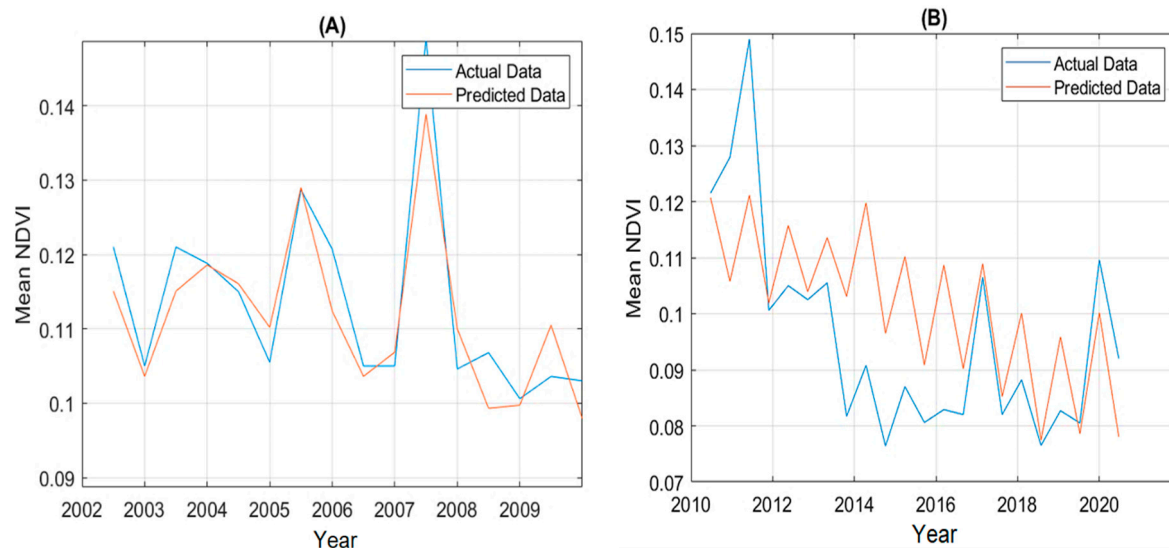 (A)
Mean NDVI
0.14
0.13
0.12
0.11
0.1
0.09
Actual Data
Predicted Data
2002 2003 2004 2005 2006 2007 2008 2009
Year
(B)
Mean NDVI
0.15
0.14
0.13
0.12
0.11
0.1
0.09
0.08
0.07
Actual Data
Predicted Data
2010 2012 2014 2016 2018 2020
Year